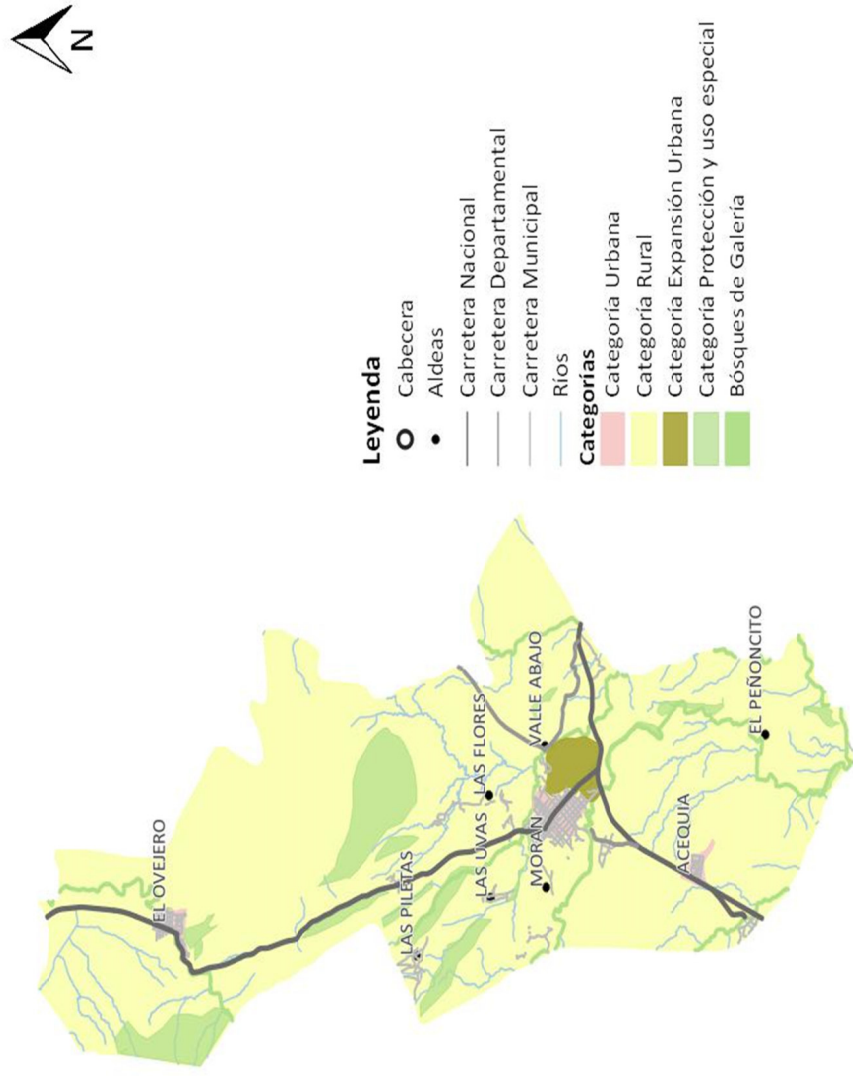 N
Leyenda
Cabecera
Aldeas
Carretera Nacional
Carretera Departamental
Carretera Municipal
Ríos
Categorías
Categoría Urbana
Categoría Rural
Categoría Expansión Urbana
Categoría Protección y uso especial
Bósques de Galería
EL OVEJERO
LAS PILETAS
LAS UVAS
LAS FLORES
MORAN
VALLE ABAJO
ACEQUIA
EL PEÑONCITO